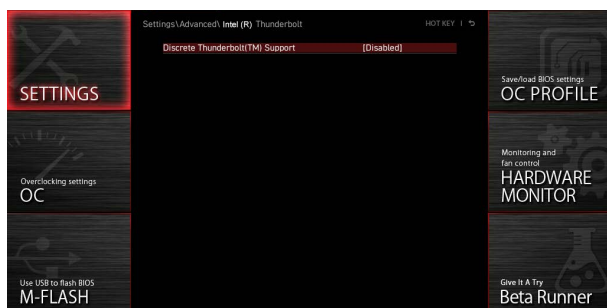 Settings\Advanced\ Intel (R) Thunderbolt
HOT KEY | ⮌
Discrete Thunderbolt(TM) Support [Disabled]
SETTINGS
Overclocking settings
OC
Use USB to flash BIOS
M-FLASH
Save/load BIOS settings
OC PROFILE
Monitoring and
fan control
HARDWARE
MONITOR
Give It A Try
Beta Runner